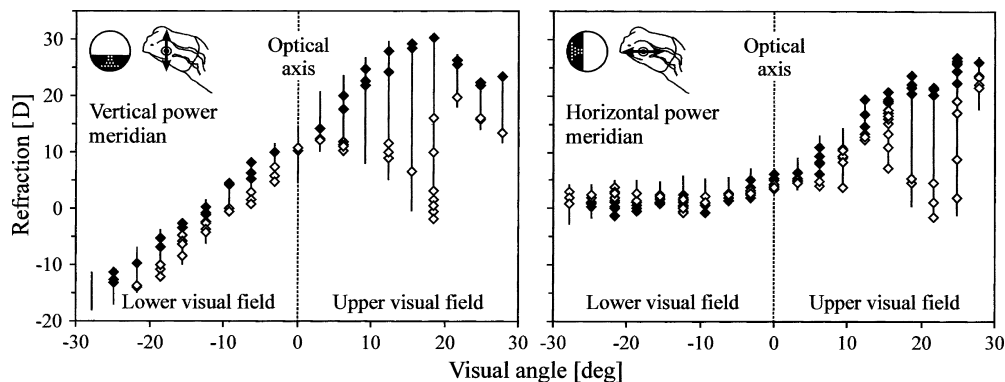 Refraction [D]
30
20
10
0
-10
-20
Vertical power
meridian
Optical
axis
Lower visual field
Upper visual field
-30
-20
-10
0
10
20
30
Horizontal power
meridian
Optical
axis
Lower visual field
Upper visual field
-30
-20
-10
0
10
20
30
Visual angle [deg]